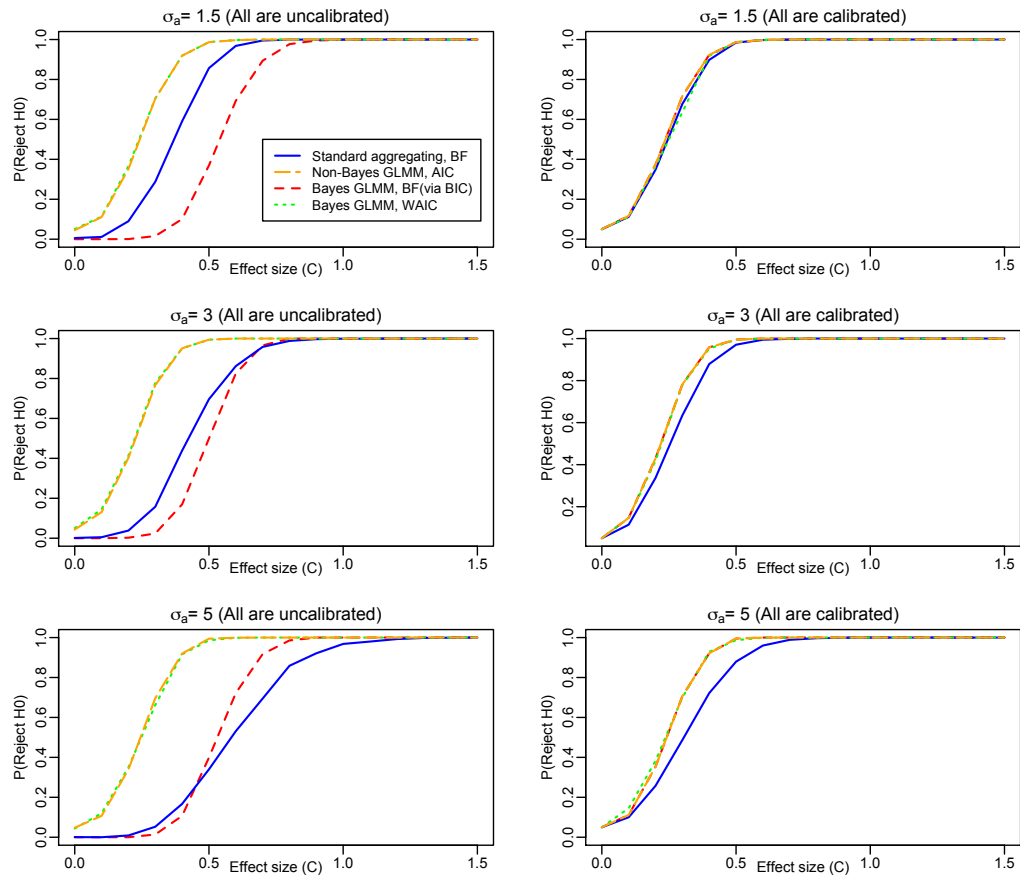 σa= 1.5 (All are uncalibrated)
P(Reject H0)
0.0 0.2 0.4 0.6 0.8 1.0
Standard aggregating, BF
Non-Bayes GLMM, AIC
Bayes GLMM, BF(via BIC)
Bayes GLMM, WAIC
0.0 0.5 1.0 1.5
Effect size (C)
σa= 1.5 (All are calibrated)
P(Reject H0)
0.2 0.4 0.6 0.8 1.0
0.0 0.5 1.0 1.5
Effect size (C)
σa= 3 (All are uncalibrated)
P(Reject H0)
0.0 0.2 0.4 0.6 0.8 1.0
0.0 0.5 1.0 1.5
Effect size (C)
σa= 3 (All are calibrated)
P(Reject H0)
0.2 0.4 0.6 0.8 1.0
0.0 0.5 1.0 1.5
Effect size (C)
σa= 5 (All are uncalibrated)
P(Reject H0)
0.0 0.2 0.4 0.6 0.8 1.0
0.0 0.5 1.0 1.5
Effect size (C)
σa= 5 (All are calibrated)
P(Reject H0)
0.0 0.2 0.4 0.6 0.8 1.0
0.0 0.5 1.0 1.5
Effect size (C)